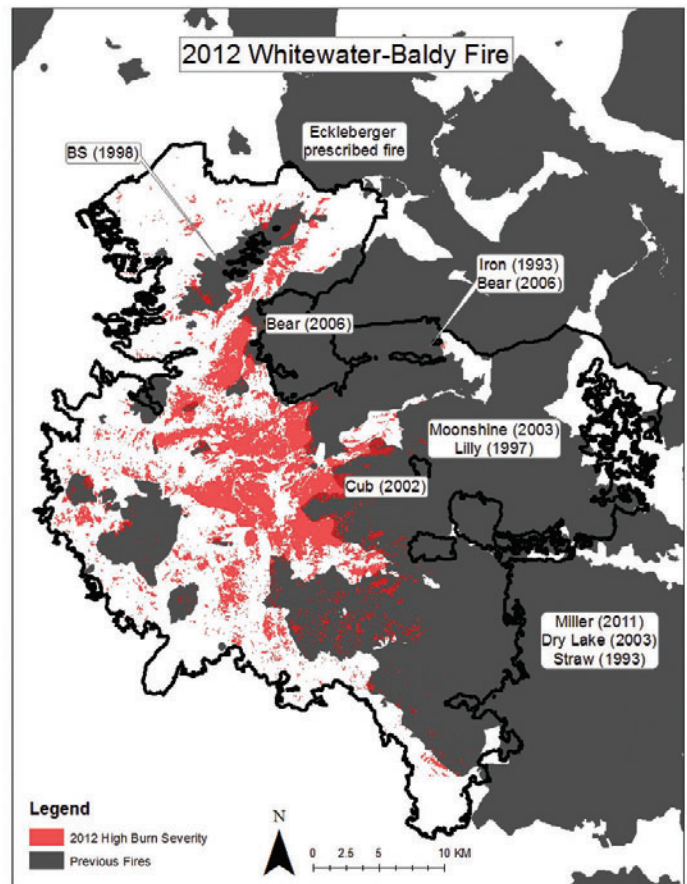 2012 Whitewater-Baldy Fire
Eckleberger
prescribed fire
BS (1998)
Iron (1993)
Bear (2006)
Bear (2006)
Moonshine (2003)
Lilly (1997)
Cub (2002)
Miller (2011)
Dry Lake (2003)
Straw (1993)
Legend
2012 High Burn Severity
Previous Fires
N
0 2.5 5 10 KM